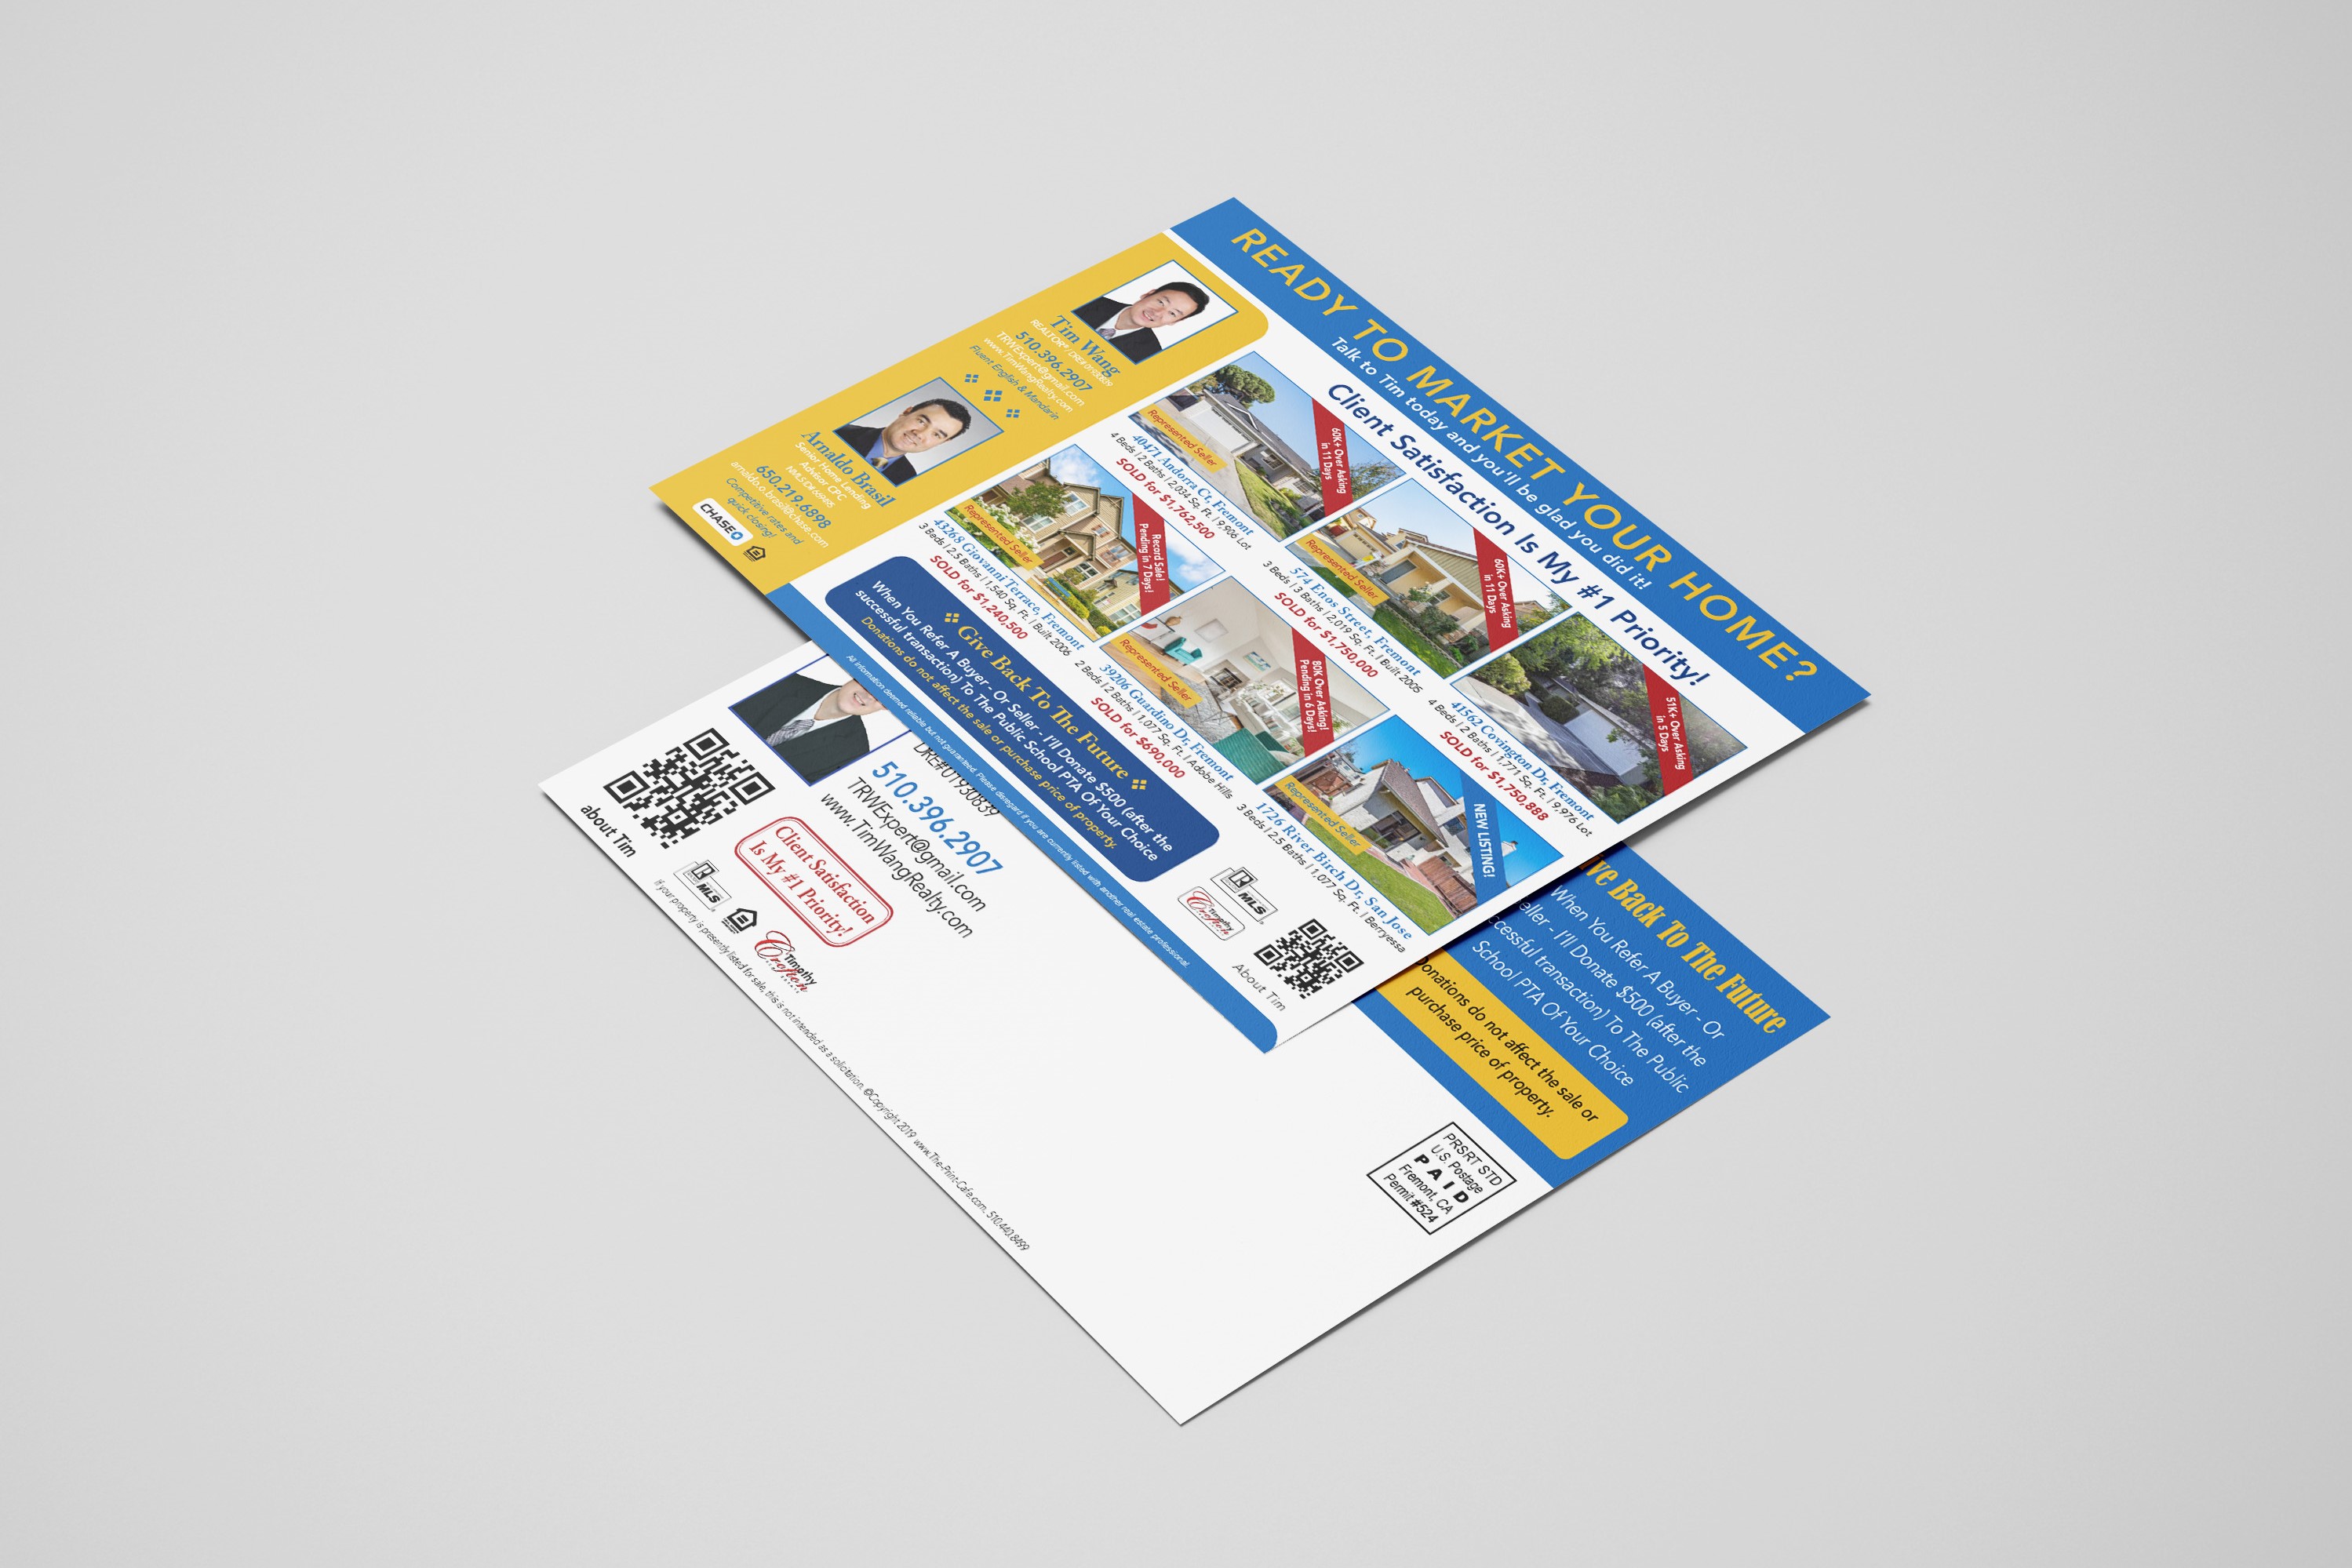 READY TO MARKET YOUR HOME?
Talk to Tim today and you'll be glad you did it!
Client Satisfaction Is My #1 Priority!
Tim Wang
REALTOR®
510.396.2907
TRWExpert@gmail.com
www.TimWangRealty.com
Fluent English & Mandarin
Arnaldo Brasil
Senior Home Lending
Advisor, CPC
650.219.6898
arnaldo.o.brasil@chase.com
Competitive rates and
quick closing!
CHASE
60K+ Over Asking
in 11 Days
Represented Seller
40471 Andorra Ct, Fremont
4 Beds | 2 Baths | 2,034 Sq. Ft. | 9,906 Lot
SOLD for $1,762,500
60K+ Over Asking
in 11 Days
Represented Seller
574 Enos Street, Fremont
3 Beds | 3 Baths | 2,019 Sq. Ft. | Built 2005
SOLD for $1,750,000
51K+ Over Asking
in 5 Days
41562 Covington Dr, Fremont
4 Beds | 2 Baths | 1,771 Sq. Ft. | 9,976 Lot
SOLD for $1,750,888
Record Sale!
Pending in 7 Days!
Represented Seller
43268 Giovanni Terrace, Fremont
3 Beds | 2.5 Baths | 1,540 Sq. Ft. | Built 2006
SOLD for $1,240,500
80K Over Asking!
Pending in 6 Days!
Represented Seller
39206 Guardino Dr, Fremont
2 Beds | 2 Baths | 1,077 Sq. Ft. | Adobe Hills
SOLD for $690,000
NEW LISTING!
Represented Seller
1726 River Birch Dr, San Jose
3 Beds | 2.5 Baths | 1,077 Sq. Ft. | Berryessa
Give Back To The Future
When You Refer A Buyer - Or Seller - I'll Donate $500 (after the
successful transaction) To The Public School PTA Of Your Choice
Donations do not affect the sale or purchase price of property.
R MLS
Timothy
Crofton
About Tim
All information deemed reliable but not guaranteed. Please disregard if you are currently listed with another real estate professional.
DRE#01930839
510.396.2907
TRWExpert@gmail.com
www.TimWangRealty.com
about Tim
Client Satisfaction
Is My #1 Priority!
R MLS
Timothy
Crofton
If your property is presently listed for sale, this is not intended as a solicitation. ©Copyright 2019 www.The-Print-Cafe.com, 510.440.8499
ve Back To The Future
When You Refer A Buyer - Or
eller - I'll Donate $500 (after the
ccessful transaction) To The Public
School PTA Of Your Choice
Donations do not affect the sale or
purchase price of property.
PRSRT STD
U.S. Postage
PAID
Fremont, CA
Permit #524